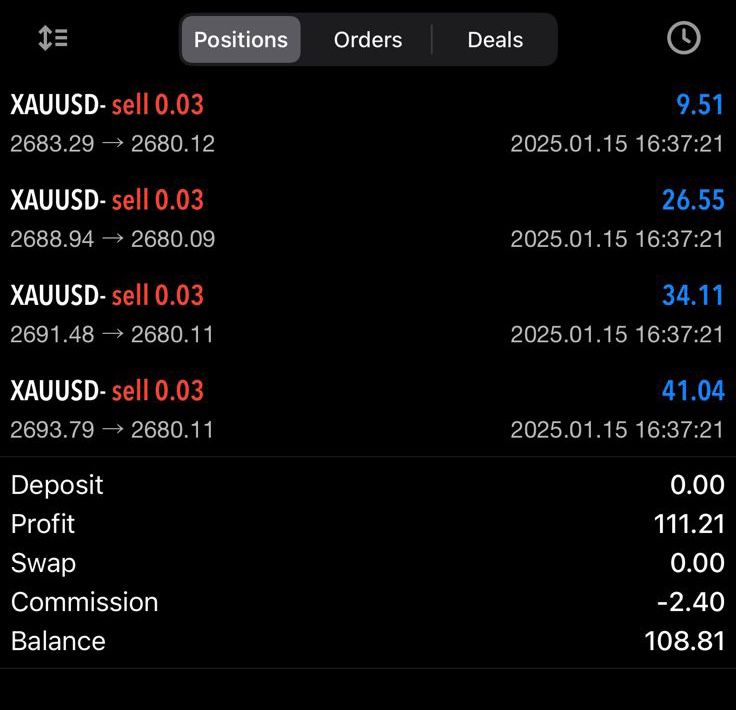 Positions Orders Deals
XAUUSD- sell 0.03 9.51
2683.29 → 2680.12 2025.01.15 16:37:21
XAUUSD- sell 0.03 26.55
2688.94 → 2680.09 2025.01.15 16:37:21
XAUUSD- sell 0.03 34.11
2691.48 → 2680.11 2025.01.15 16:37:21
XAUUSD- sell 0.03 41.04
2693.79 → 2680.11 2025.01.15 16:37:21
Deposit 0.00
Profit 111.21
Swap 0.00
Commission -2.40
Balance 108.81